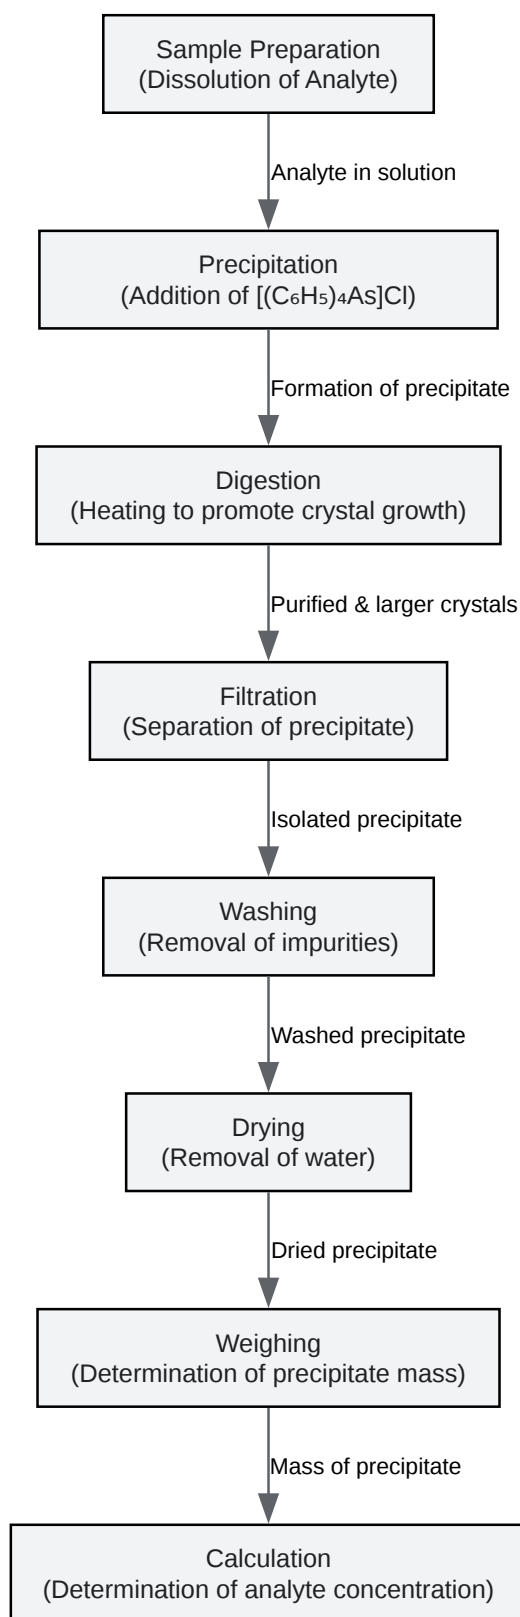 Sample Preparation
(Dissolution of Analyte)
Analyte in solution
Precipitation
(Addition of [(C₆H₅)₄As]Cl)
Formation of precipitate
Digestion
(Heating to promote crystal growth)
Purified & larger crystals
Filtration
(Separation of precipitate)
Isolated precipitate
Washing
(Removal of impurities)
Washed precipitate
Drying
(Removal of water)
Dried precipitate
Weighing
(Determination of precipitate mass)
Mass of precipitate
Calculation
(Determination of analyte concentration)